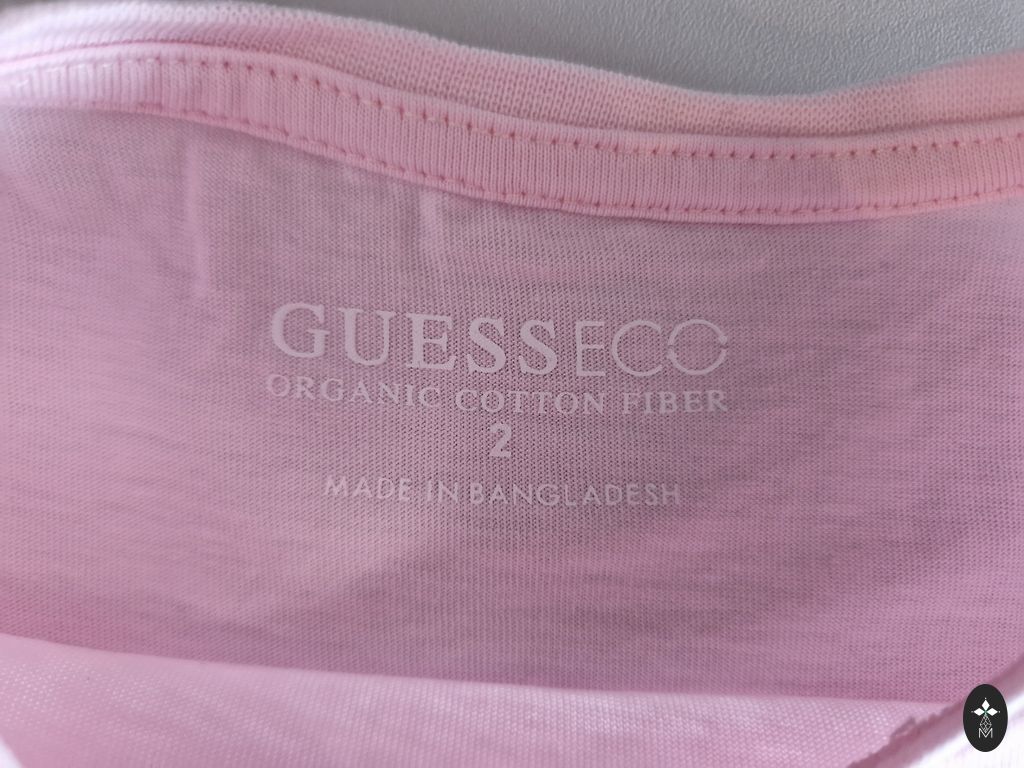 GUESSECO
ORGANIC COTTON FIBER
2
MADE IN BANGLADESH